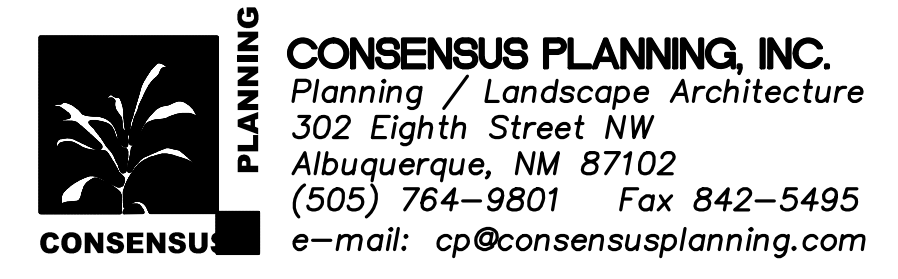 PLANNING
CONSENSUS
CONSENSUS PLANNING, INC.
Planning / Landscape Architecture
302 Eighth Street NW
Albuquerque, NM 87102
(505) 764-9801 Fax 842-5495
e-mail: cp@consensusplanning.com